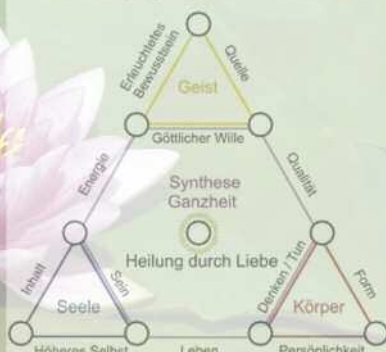 Erleuchtetes
Bewusstsein
Quelle
Geist
Göttlicher Wille
Energie
Qualität
Synthese
Ganzheit
Heilung durch Liebe
Inhalt
Sein
Denken / Tun
Form
Seele
Körper
Höheres Selbst
Leben
Persönlichkeit